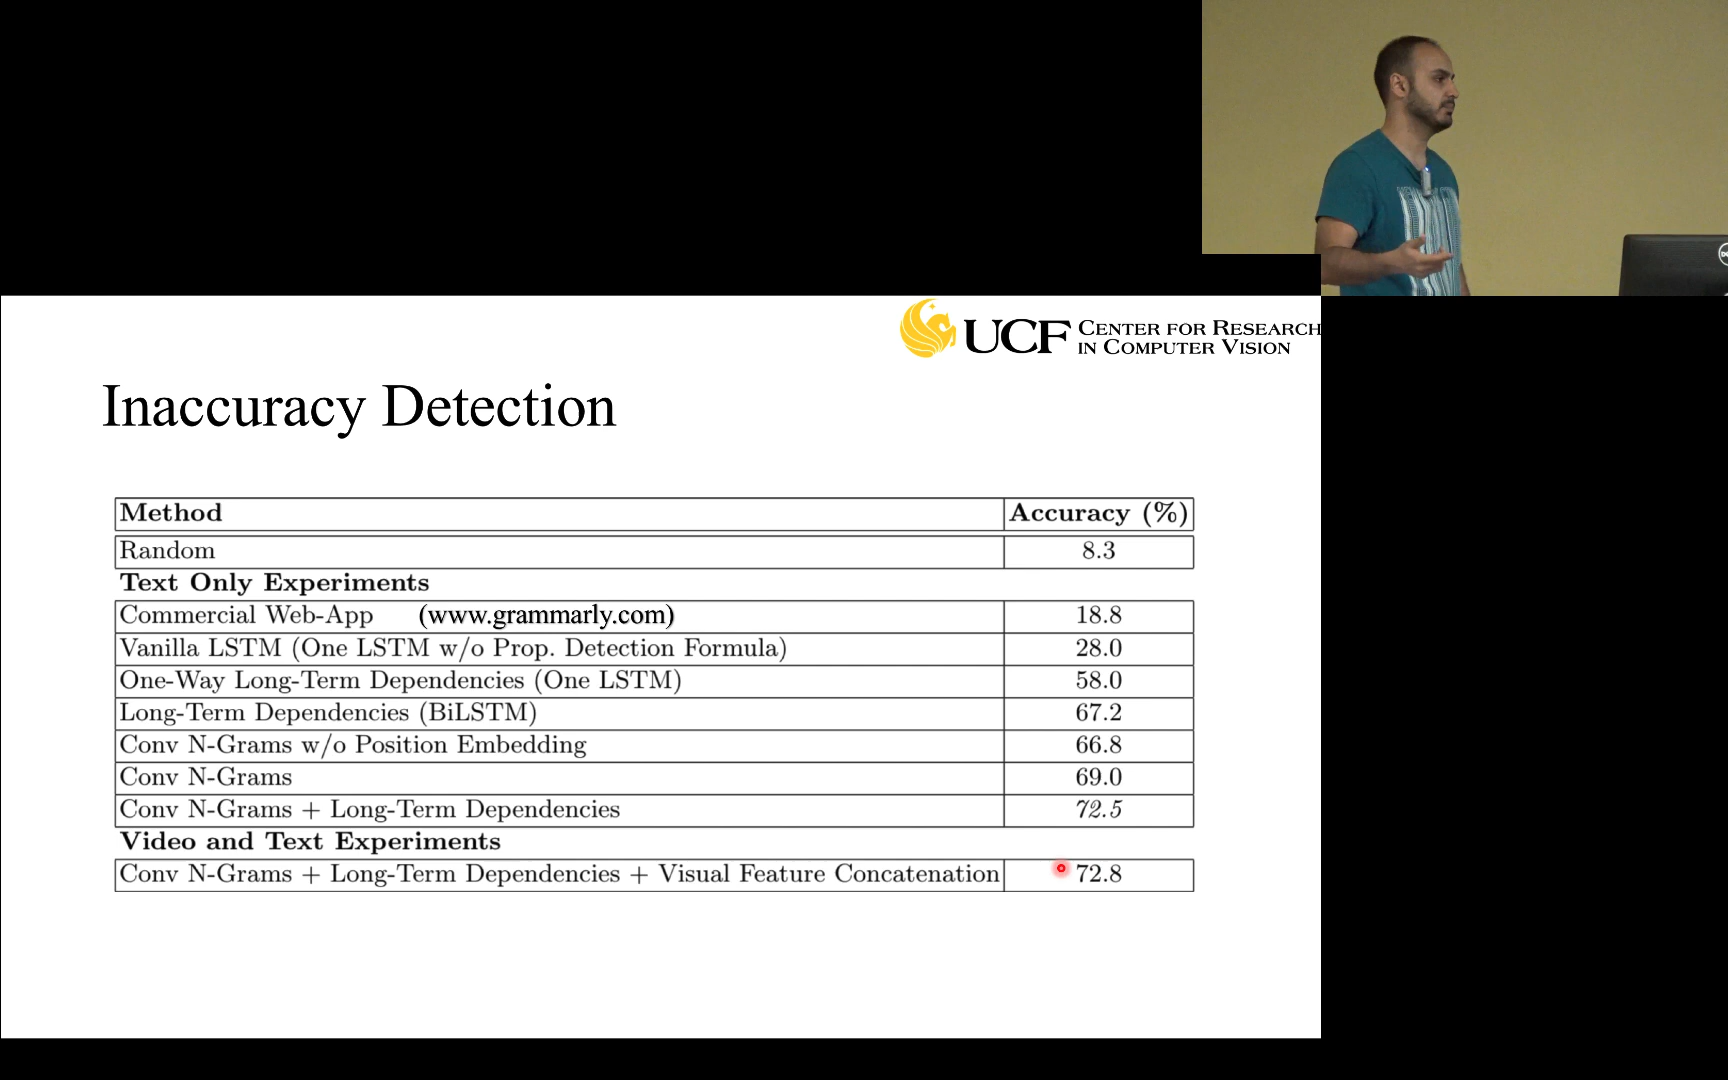 UCF CENTER FOR RESEARCH
IN COMPUTER VISION
Inaccuracy Detection
Method Accuracy (%)
Random 8.3
Text Only Experiments
Commercial Web-App (www.grammarly.com) 18.8
Vanilla LSTM (One LSTM w/o Prop. Detection Formula) 28.0
One-Way Long-Term Dependencies (One LSTM) 58.0
Long-Term Dependencies (BiLSTM) 67.2
Conv N-Grams w/o Position Embedding 66.8
Conv N-Grams 69.0
Conv N-Grams + Long-Term Dependencies 72.5
Video and Text Experiments
Conv N-Grams + Long-Term Dependencies + Visual Feature Concatenation 72.8